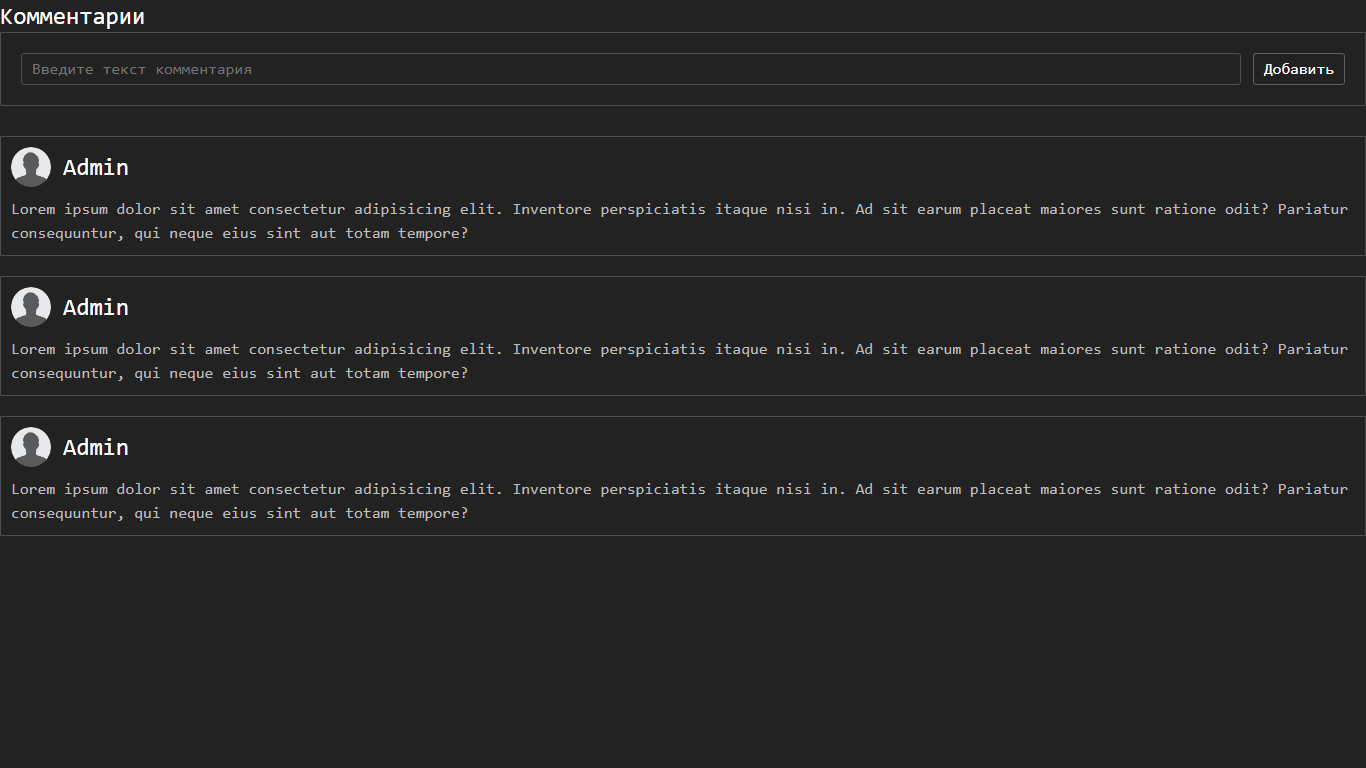 Комментарии
Введите текст комментария
Добавить
Admin
Lorem ipsum dolor sit amet consectetur adipisicing elit. Inventore perspiciatis itaque nisi in. Ad sit earum placeat maiores sunt ratione odit? Pariatur
consequuntur, qui neque eius sint aut totam tempore?
Admin
Lorem ipsum dolor sit amet consectetur adipisicing elit. Inventore perspiciatis itaque nisi in. Ad sit earum placeat maiores sunt ratione odit? Pariatur
consequuntur, qui neque eius sint aut totam tempore?
Admin
Lorem ipsum dolor sit amet consectetur adipisicing elit. Inventore perspiciatis itaque nisi in. Ad sit earum placeat maiores sunt ratione odit? Pariatur
consequuntur, qui neque eius sint aut totam tempore?